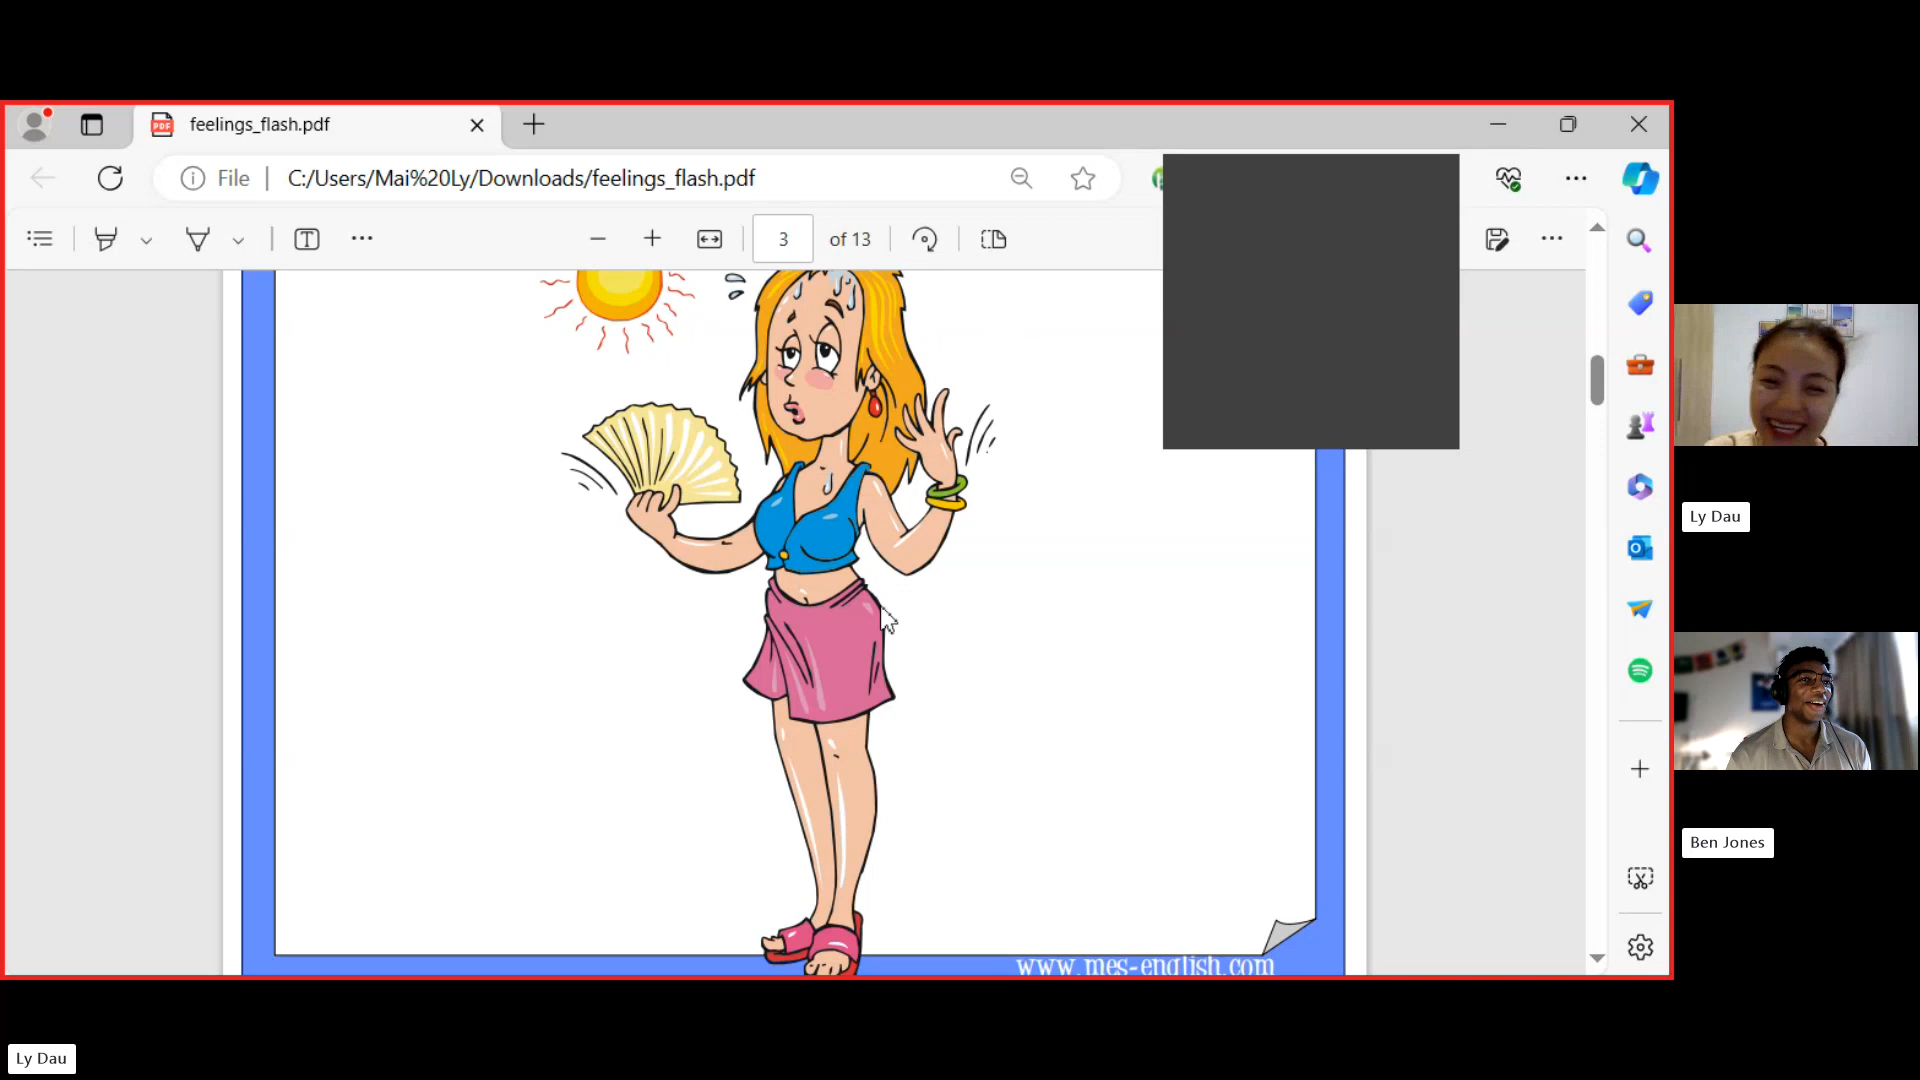 feelings_flash.pdf
File
C:/Users/Mai%20Ly/Downloads/feelings_flash.pdf
3
of 13
www.mes-english.com
Ly Dau
Ben Jones
Ly Dau